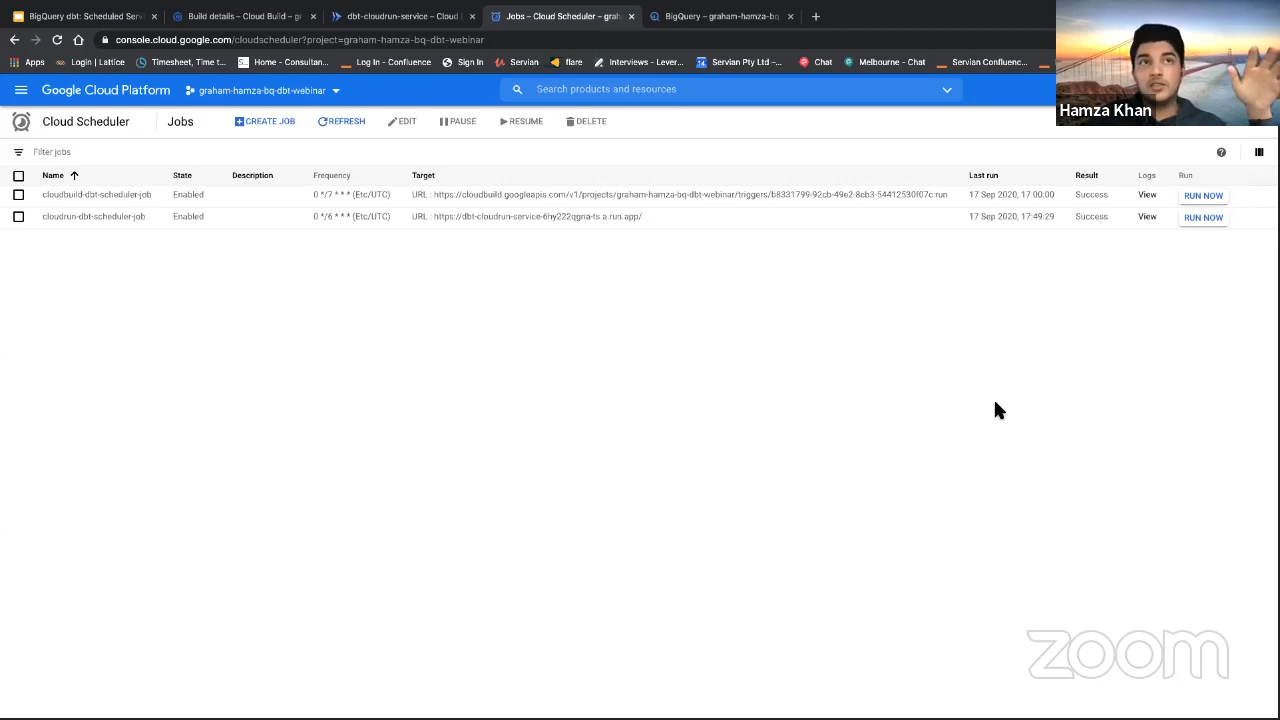 BigQuery dbt: Scheduled Serv
Build details – Cloud Build – gr
dbt-cloudrun-service – Cloud
Jobs – Cloud Scheduler – grah
BigQuery – graham-hamza-bq
console.cloud.google.com/cloudscheduler?project=graham-hamza-bq-dbt-webinar
Apps
Login | Lattice
Timesheet, Time t...
Home - Consultan...
Log In - Confluence
Sign In
Servian
flare
Interviews - Lever...
Servian Pty Ltd -...
Chat
Melbourne - Chat
Servian Confluenc...
Google Cloud Platform
graham-hamza-bq-dbt-webinar
Search products and resources
Hamza Khan
Cloud Scheduler
Jobs
CREATE JOB
REFRESH
EDIT
PAUSE
RESUME
DELETE
Filter jobs
Name State Description Frequency Target Last run Result Logs Run
cloudbuild-dbt-scheduler-job Enabled 0 */7 * * * (Etc/UTC) URL : https://cloudbuild.googleapis.com/v1/projects/graham-hamza-bq-dbt-webinar/triggers/b8331799-92cb-49e2-8cb3-54412530f07c:run 17 Sep 2020, 17:00:00 Success View RUN NOW
cloudrun-dbt-scheduler-job Enabled 0 */6 * * * (Etc/UTC) URL : https://dbt-cloudrun-service-6hy222qgna-ts.a.run.app/ 17 Sep 2020, 17:49:29 Success View RUN NOW
zoom